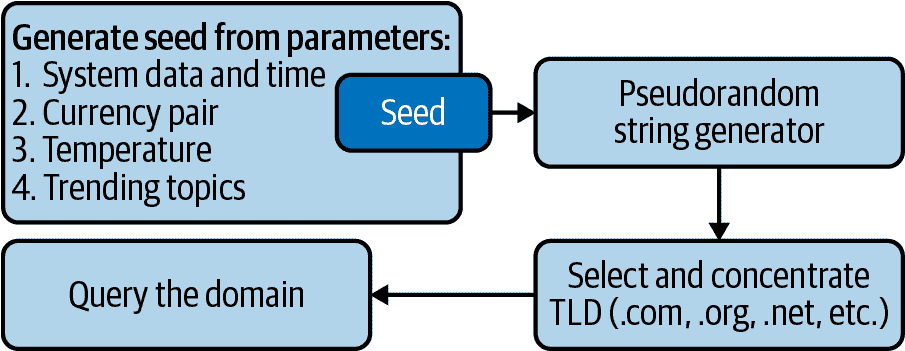 Generate seed from parameters:
1. System data and time
2. Currency pair
3. Temperature
4. Trending topics
Seed
Pseudorandom
string generator
Select and concentrate
TLD (.com, .org, .net, etc.)
Query the domain